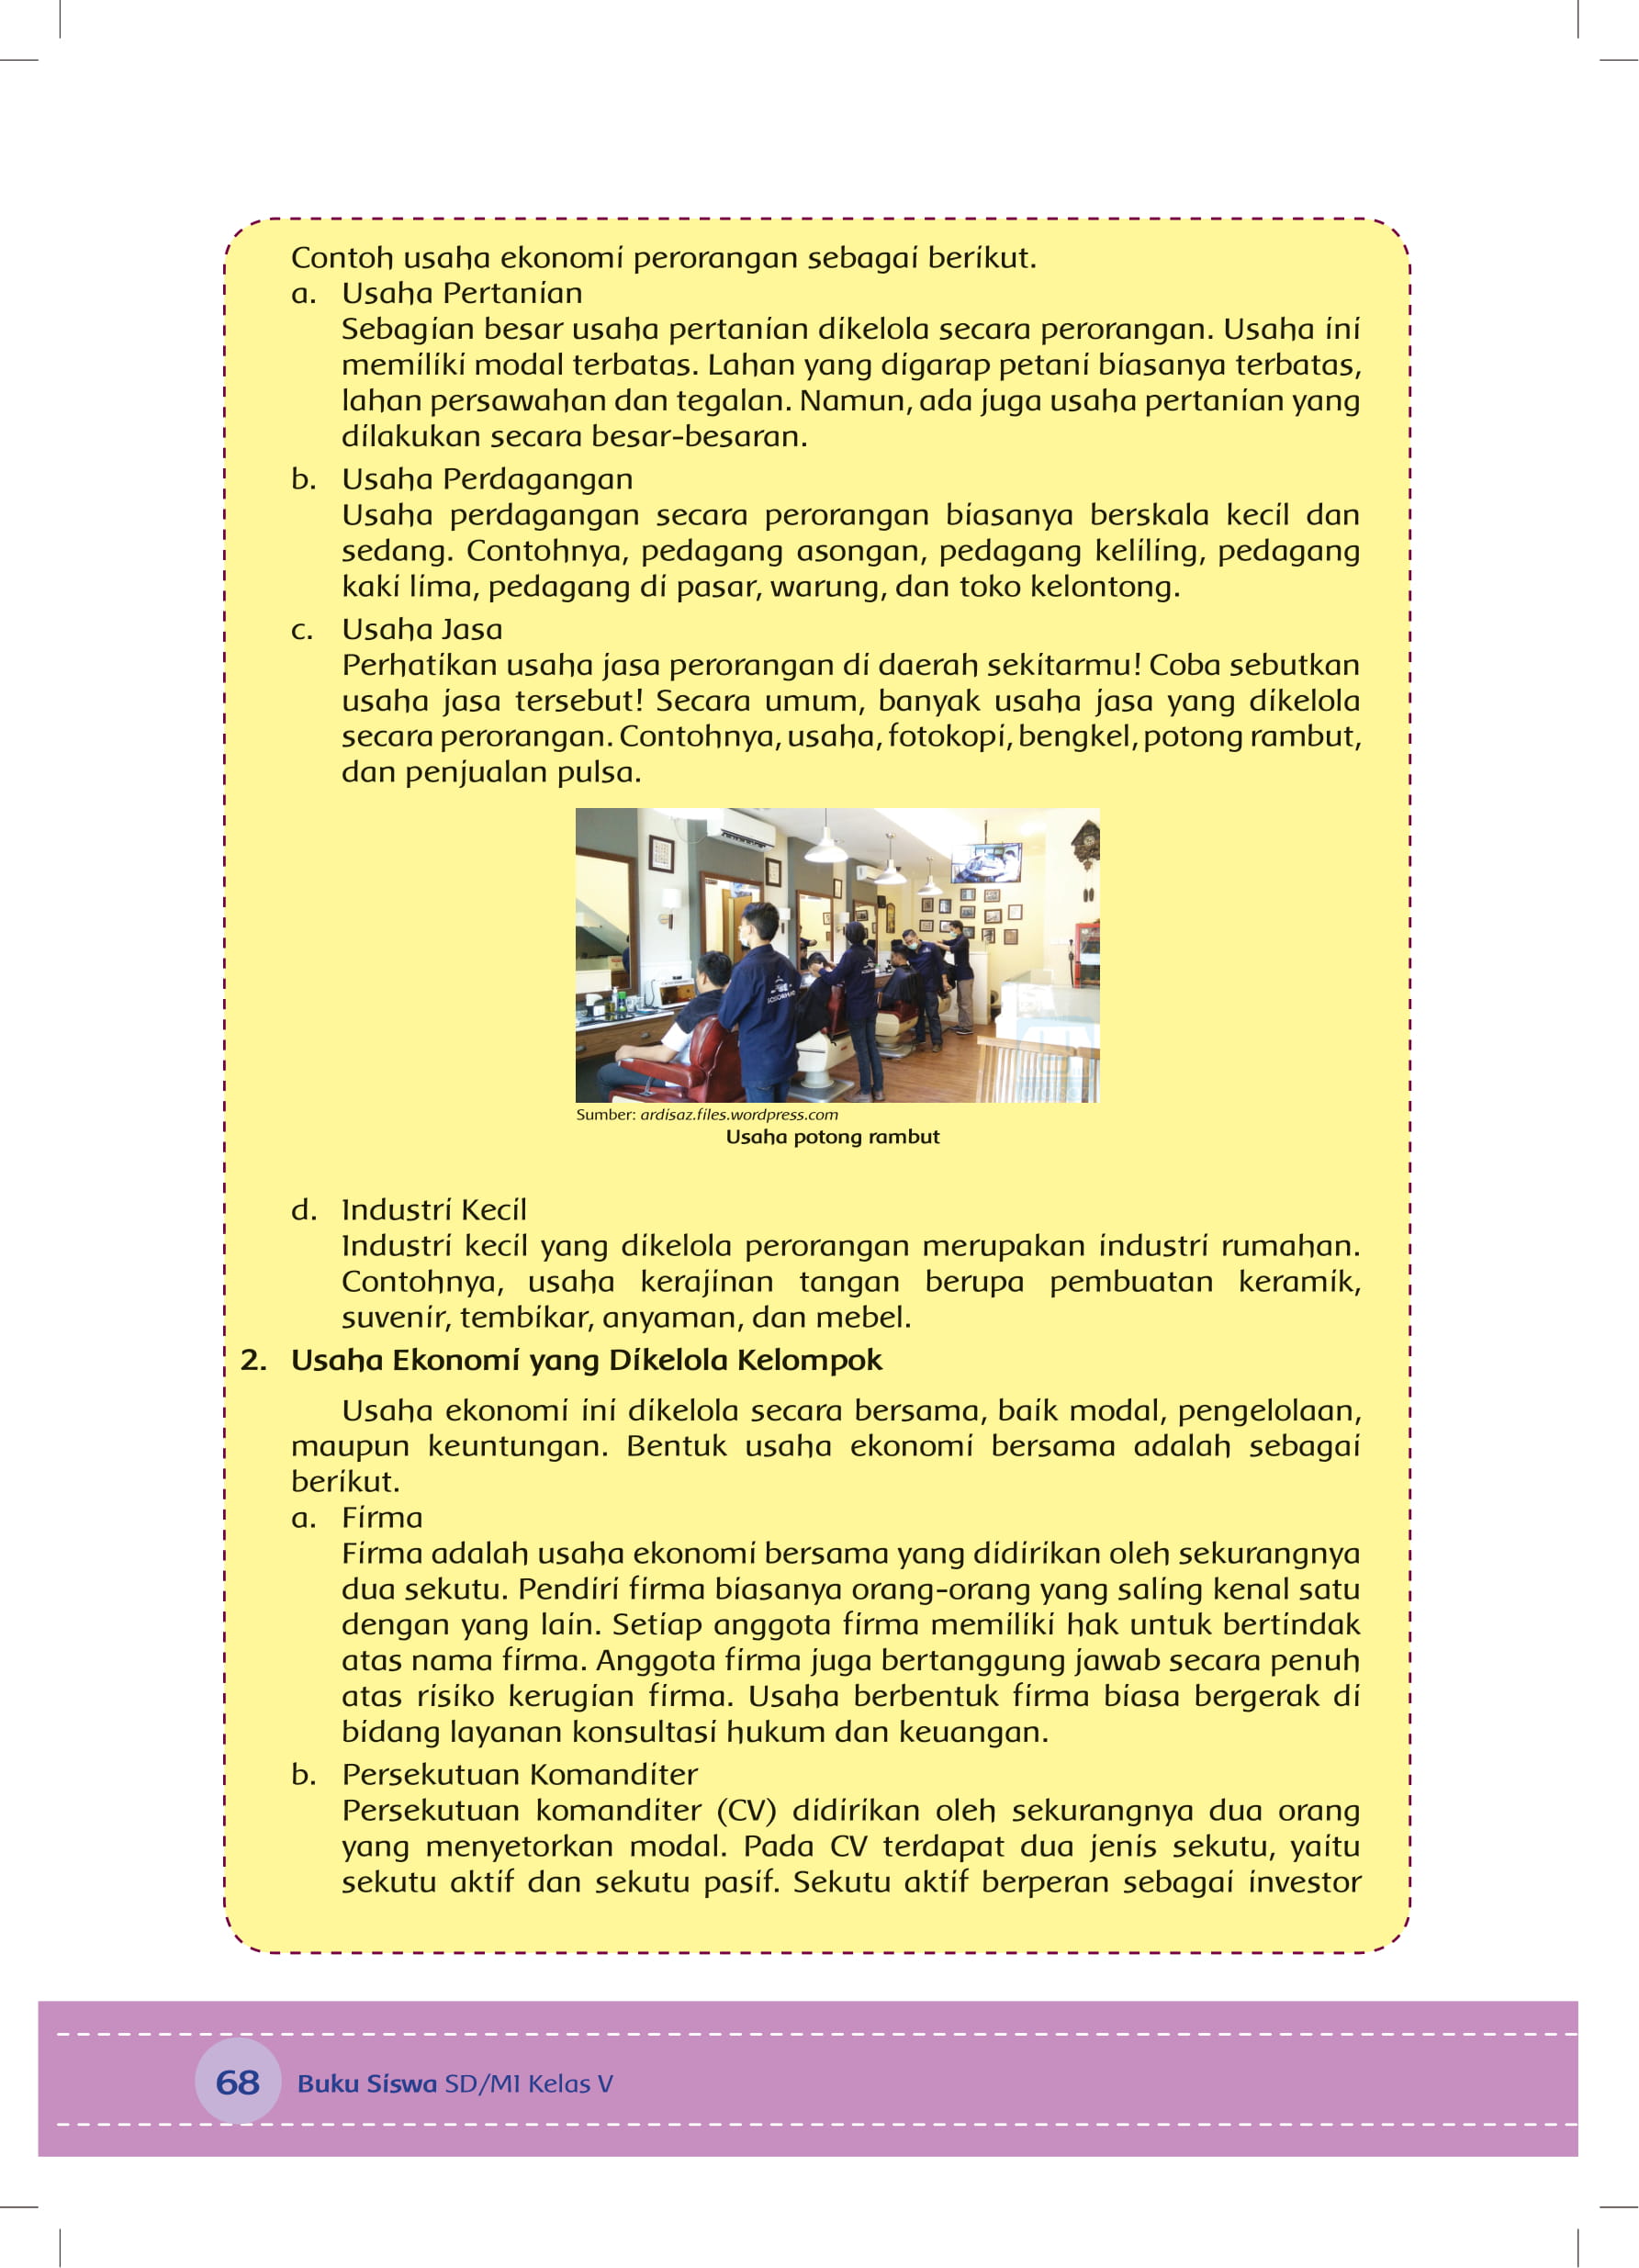 Contoh usaha ekonomi perorangan sebagai berikut.
a. Usaha Pertanian
Sebagian besar usaha pertanian dikelola secara perorangan. Usaha ini
memiliki modal terbatas. Lahan yang digarap petani biasanya terbatas,
lahan persawahan dan tegalan. Namun, ada juga usaha pertanian yang
dilakukan secara besar-besaran.
b. Usaha Perdagangan
Usaha perdagangan secara perorangan biasanya berskala kecil dan
sedang. Contohnya, pedagang asongan, pedagang keliling, pedagang
kaki lima, pedagang di pasar, warung, dan toko kelontong.
c. Usaha Jasa
Perhatikan usaha jasa perorangan di daerah sekitarmu! Coba sebutkan
usaha jasa tersebut! Secara umum, banyak usaha jasa yang dikelola
secara perorangan. Contohnya, usaha, fotokopi, bengkel, potong rambut,
dan penjualan pulsa.
Sumber: ardisaz.files.wordpress.com
Usaha potong rambut
d. Industri Kecil
Industri kecil yang dikelola perorangan merupakan industri rumahan.
Contohnya, usaha kerajinan tangan berupa pembuatan keramik,
suvenir, tembikar, anyaman, dan mebel.
2. Usaha Ekonomi yang Dikelola Kelompok
Usaha ekonomi ini dikelola secara bersama, baik modal, pengelolaan,
maupun keuntungan. Bentuk usaha ekonomi bersama adalah sebagai
berikut.
a. Firma
Firma adalah usaha ekonomi bersama yang didirikan oleh sekurangnya
dua sekutu. Pendiri firma biasanya orang-orang yang saling kenal satu
dengan yang lain. Setiap anggota firma memiliki hak untuk bertindak
atas nama firma. Anggota firma juga bertanggung jawab secara penuh
atas risiko kerugian firma. Usaha berbentuk firma biasa bergerak di
bidang layanan konsultasi hukum dan keuangan.
b. Persekutuan Komanditer
Persekutuan komanditer (CV) didirikan oleh sekurangnya dua orang
yang menyetorkan modal. Pada CV terdapat dua jenis sekutu, yaitu
sekutu aktif dan sekutu pasif. Sekutu aktif berperan sebagai investor
68 Buku Siswa SD/MI Kelas V